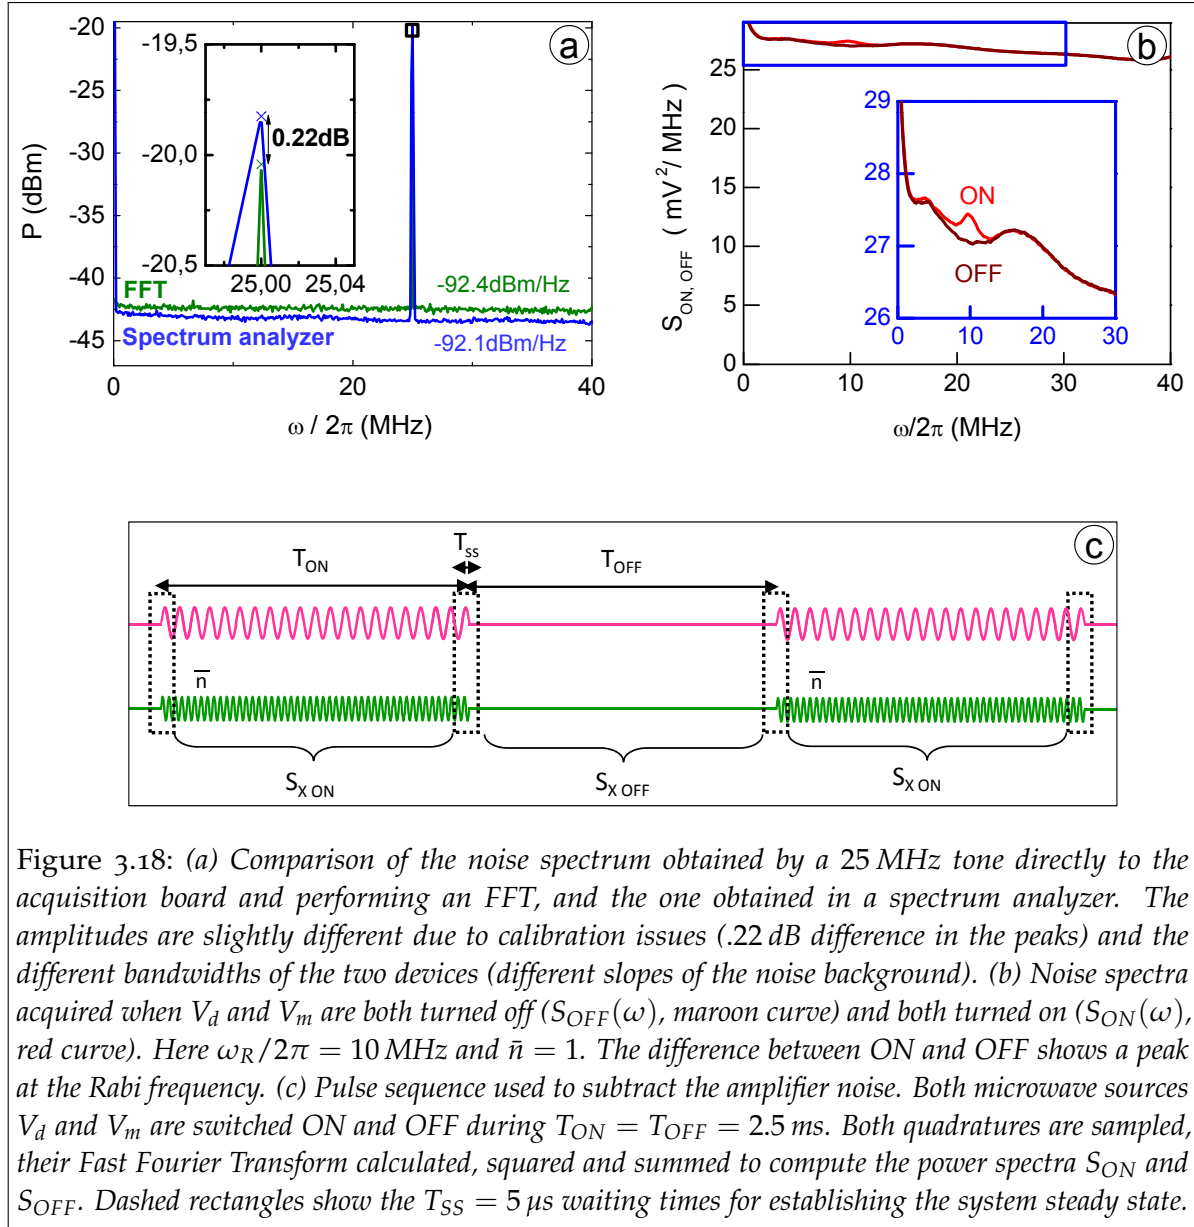 -20
-25
-30
-35
-40
-45
P (dBm)
-19,5
-20,0
-20,5
0.22dB
25,00 25,04
a
FFT
-92.4dBm/Hz
Spectrum analyzer
-92.1dBm/Hz
0 20 40
ω / 2π (MHz)
b
25
20
15
10
5
0
S ON, OFF ( mV²/ MHz)
29
28
27
26
ON
OFF
0 10 20 30
0 10 20 30 40
ω/2π (MHz)
c
T_ON T_ss T_OFF
n̄ n̄
S_X ON S_X OFF S_X ON
Figure 3.18: (a) Comparison of the noise spectrum obtained by a 25 MHz tone directly to the
acquisition board and performing an FFT, and the one obtained in a spectrum analyzer. The
amplitudes are slightly different due to calibration issues (.22 dB difference in the peaks) and the
different bandwidths of the two devices (different slopes of the noise background). (b) Noise spectra
acquired when V_d and V_m are both turned off (S_OFF(ω), maroon curve) and both turned on (S_ON(ω),
red curve). Here ω_R/2π = 10 MHz and n̄ = 1. The difference between ON and OFF shows a peak
at the Rabi frequency. (c) Pulse sequence used to subtract the amplifier noise. Both microwave sources
V_d and V_m are switched ON and OFF during T_ON = T_OFF = 2.5 ms. Both quadratures are sampled,
their Fast Fourier Transform calculated, squared and summed to compute the power spectra S_ON and
S_OFF. Dashed rectangles show the T_SS = 5 µs waiting times for establishing the system steady state.